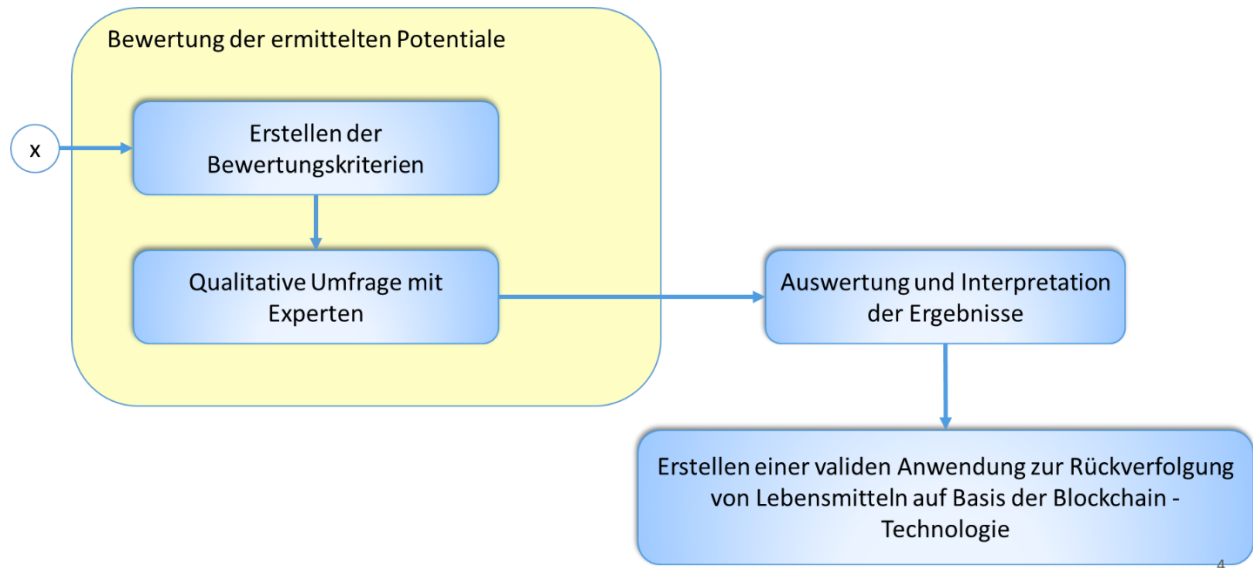 Bewertung der ermittelten Potentiale
x
Erstellen der
Bewertungskriterien
Qualitative Umfrage mit
Experten
Auswertung und Interpretation
der Ergebnisse
Erstellen einer validen Anwendung zur Rückverfolgung
von Lebensmitteln auf Basis der Blockchain -
Technologie
4